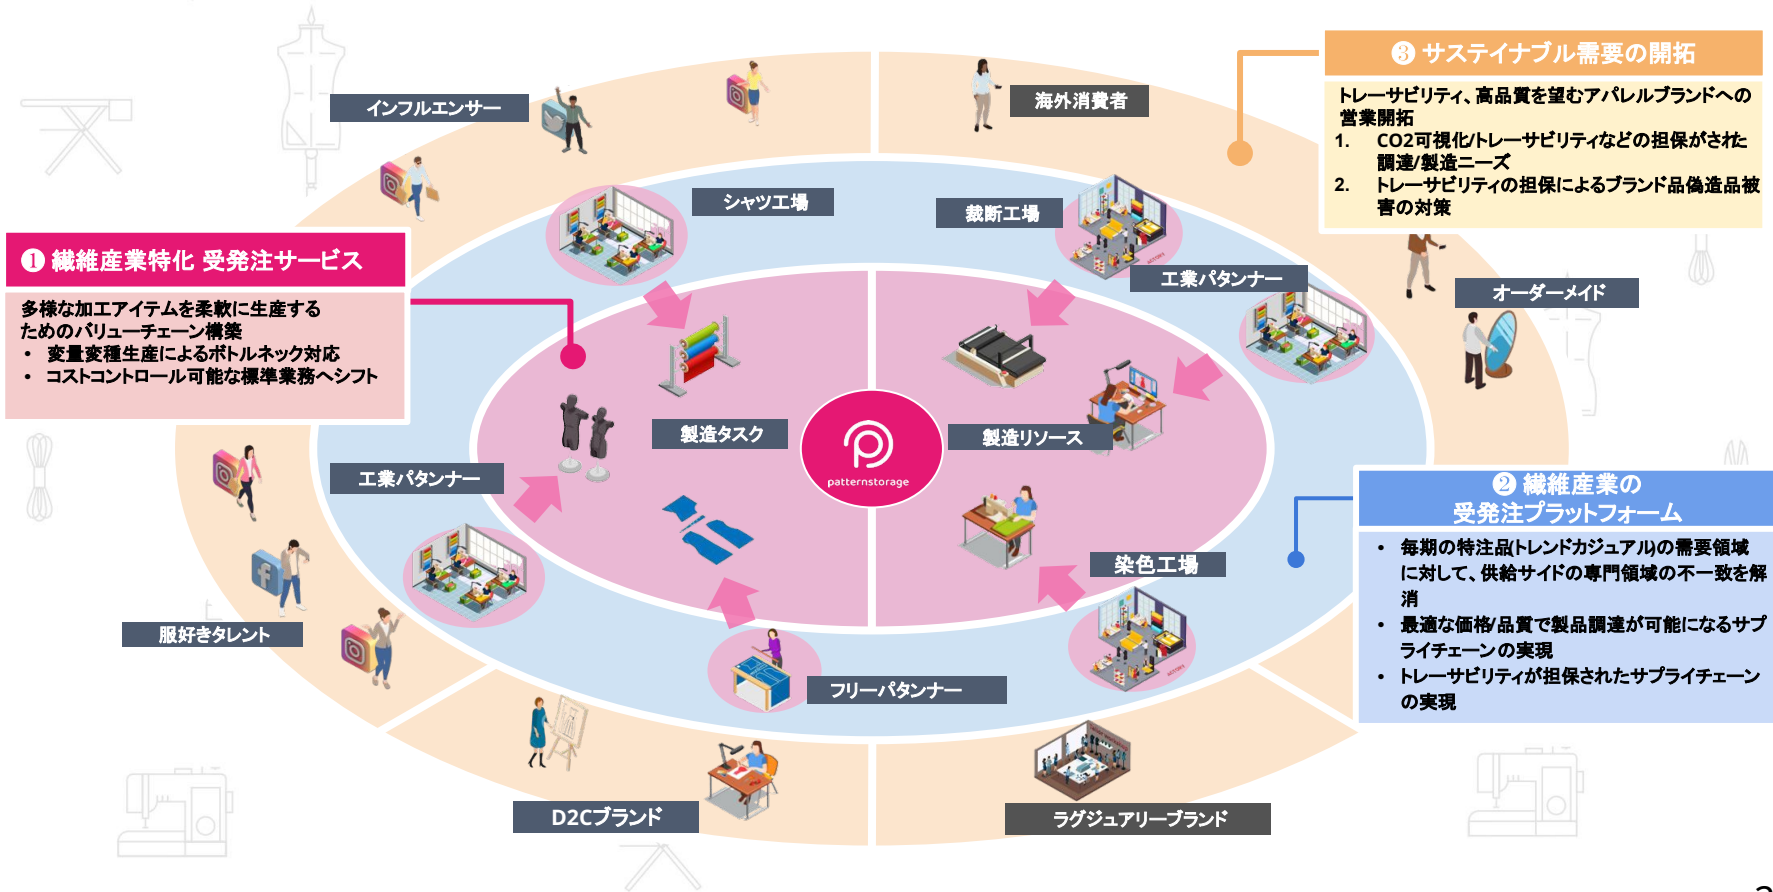 インフルエンサー
海外消費者
❸ サステイナブル需要の開拓
トレーサビリティ、高品質を望むアパレルブランドへの
営業開拓
1. CO2可視化/トレーサビリティなどの担保がされた
調達/製造ニーズ
2. トレーサビリティの担保によるブランド品偽造品被
害の対策
シャツ工場
裁断工場
工業パタンナー
オーダーメイド
❶ 繊維産業特化 受発注サービス
多様な加工アイテムを柔軟に生産する
ためのバリューチェーン構築
• 変量変種生産によるボトルネック対応
• コストコントロール可能な標準業務へシフト
製造タスク
製造リソース
patternstorage
工業パタンナー
❷ 繊維産業の
受発注プラットフォーム
• 毎期の特注品(トレンドカジュアル)の需要領域
に対して、供給サイドの専門領域の不一致を解
消
• 最適な価格/品質で製品調達が可能になるサプ
ライチェーンの実現
• トレーサビリティが担保されたサプライチェーン
の実現
染色工場
服好きタレント
フリーパタンナー
D2Cブランド
ラグジュアリーブランド